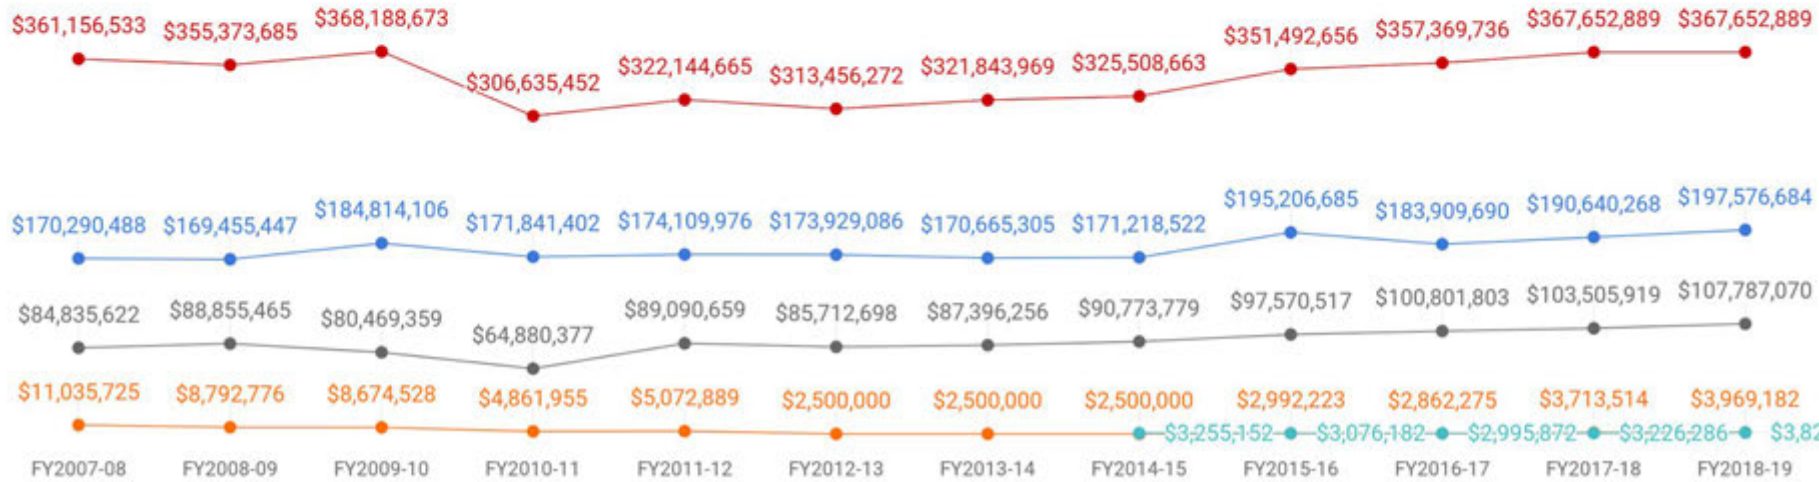 $361,156,533 $355,373,685 $368,188,673 $306,635,452 $322,144,665 $313,456,272 $321,843,969 $325,508,663 $351,492,656 $357,369,736 $367,652,889 $367,652,889
$170,290,488 $169,455,447 $184,814,106 $171,841,402 $174,109,976 $173,929,086 $170,665,305 $171,218,522 $195,206,685 $183,909,690 $190,640,268 $197,576,684
$84,835,622 $88,855,465 $80,469,359 $64,880,377 $89,090,659 $85,712,698 $87,396,256 $90,773,779 $97,570,517 $100,801,803 $103,505,919 $107,787,070
$11,035,725 $8,792,776 $8,674,528 $4,861,955 $5,072,889 $2,500,000 $2,500,000 $2,500,000 $2,992,223 $2,862,275 $3,713,514 $3,969,182
$3,255,152 $3,076,182 $2,995,872 $3,226,286 $3,82
FY2007-08 FY2008-09 FY2009-10 FY2010-11 FY2011-12 FY2012-13 FY2013-14 FY2014-15 FY2015-16 FY2016-17 FY2017-18 FY2018-19